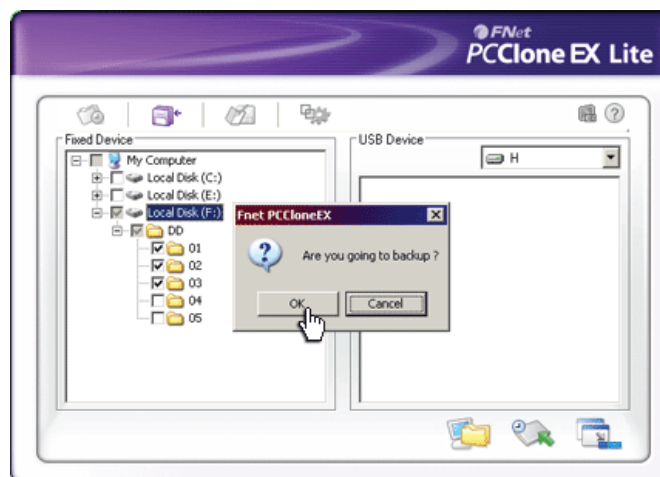 FNet
PCClone EX Lite
Fixed Device
USB Device
My Computer
H
Local Disk (C:)
Local Disk (E:)
Local Disk (F:)
Fnet PCCloneEX
DD
01
Are you going to backup ?
02
03
04
OK
Cancel
05